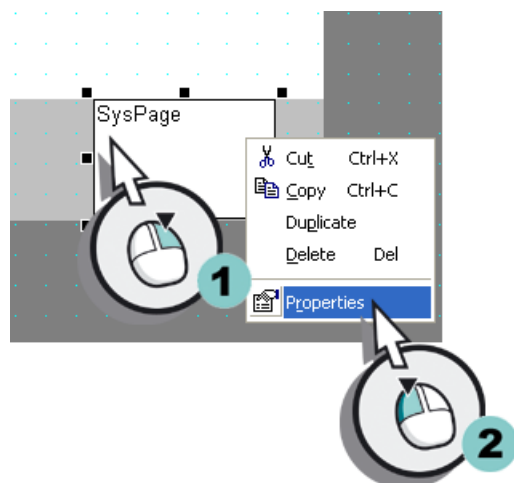 SysPage
Cut Ctrl+X
Copy Ctrl+C
Duplicate
Delete Del
Properties
1
2